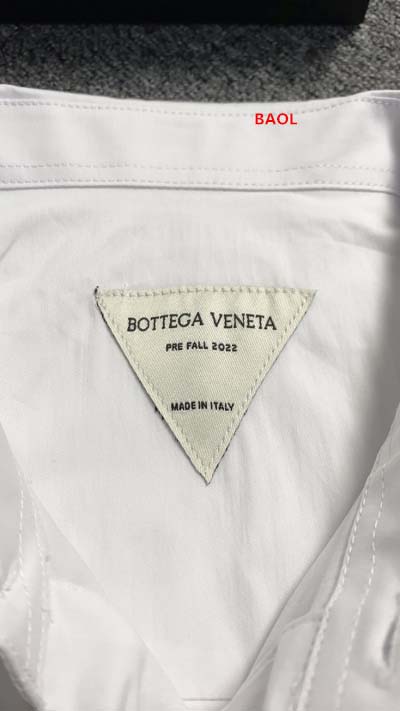 BAOL
BOTTEGA VENETA
PRE FALL 2022
MADE IN ITALY